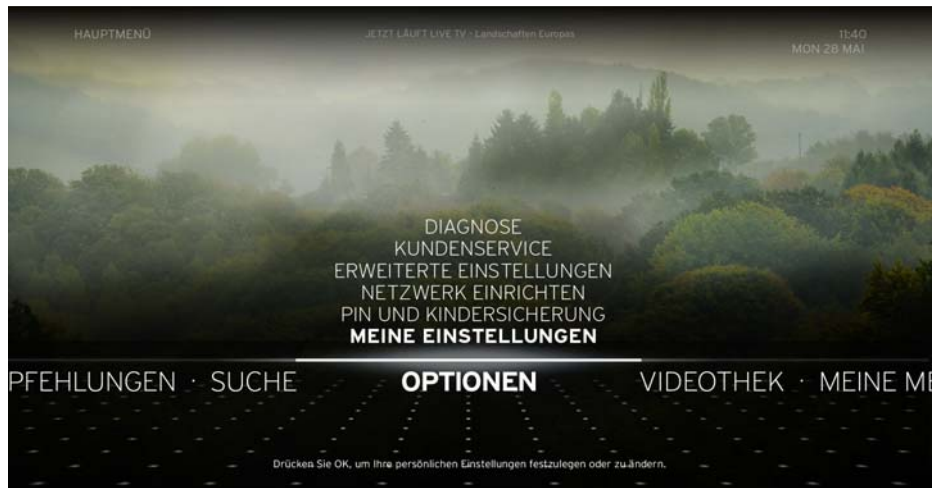 HAUPTMENÜ
JETZT LÄUFT LIVE TV · Landschaften Europas
11:40
MON 28 MAI
DIAGNOSE
KUNDENSERVICE
ERWEITERTE EINSTELLUNGEN
NETZWERK EINRICHTEN
PIN UND KINDERSICHERUNG
MEINE EINSTELLUNGEN
PFEHLUNGEN · SUCHE OPTIONEN VIDEOTHEK · MEINE ME
Drücken Sie OK, um Ihre persönlichen Einstellungen festzulegen oder zu ändern.